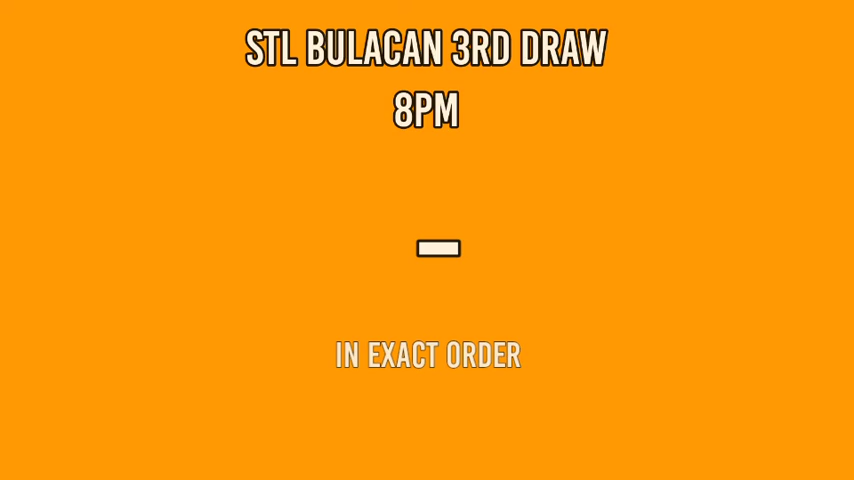 STL BULACAN 3RD DRAW
8PM
-
IN EXACT ORDER